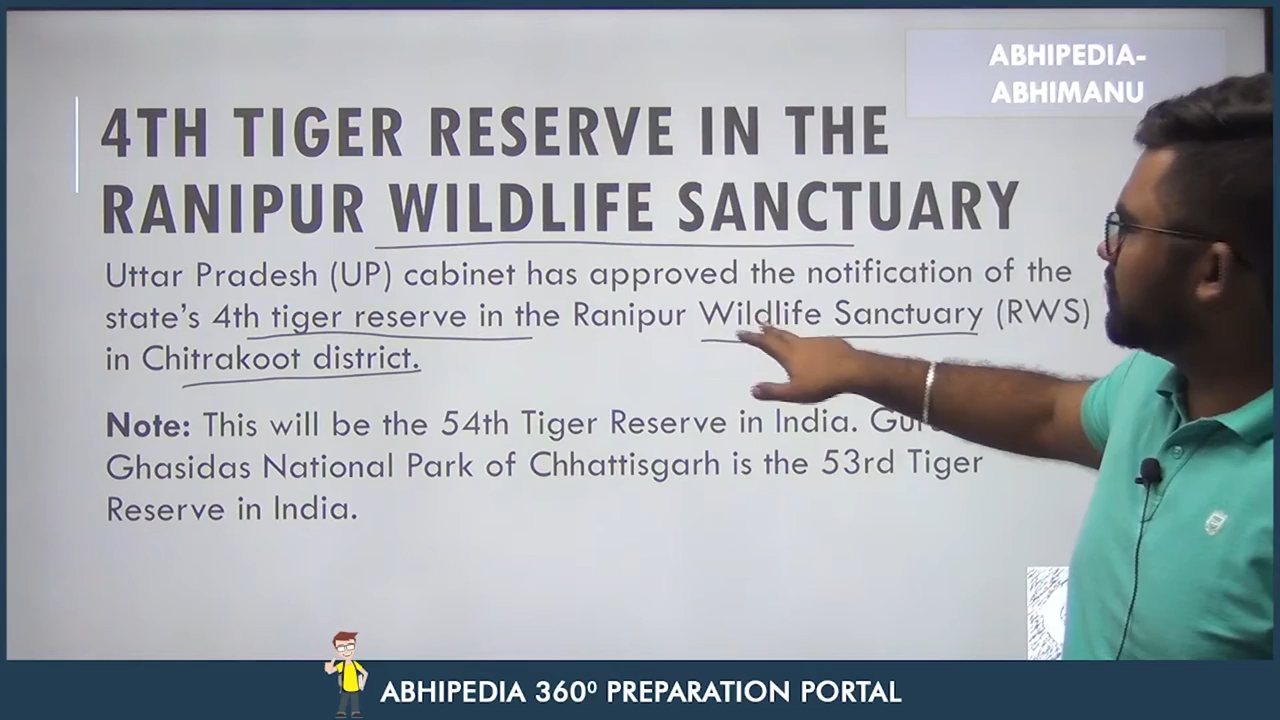 ABHIPEDIA-
ABHIMANU
4TH TIGER RESERVE IN THE
RANIPUR WILDLIFE SANCTUARY
Uttar Pradesh (UP) cabinet has approved the notification of the
state's 4th tiger reserve in the Ranipur Wildlife Sanctuary (RWS)
in Chitrakoot district.
Note: This will be the 54th Tiger Reserve in India.
Ghasidas National Park of Chhattisgarh is the 53rd Tiger
Reserve in India.
ABHIPEDIA 360⁰ PREPARATION PORTAL